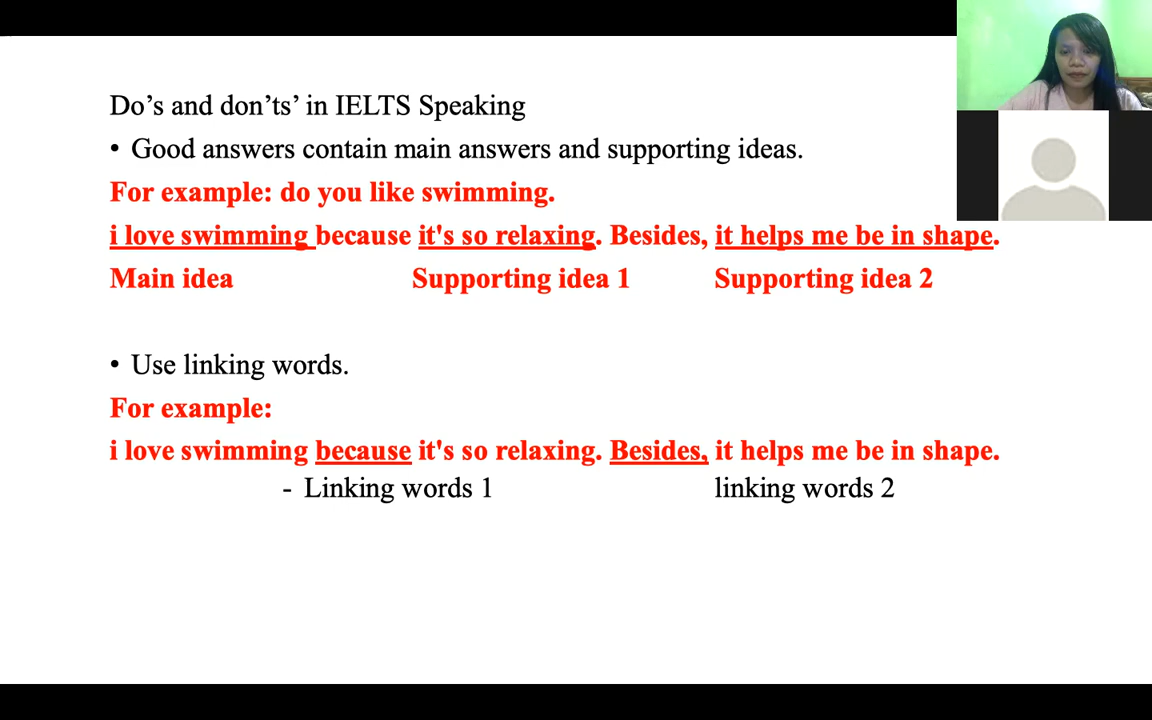 Do’s and don’ts’ in IELTS Speaking
• Good answers contain main answers and supporting ideas.
For example: do you like swimming.
i love swimming because it's so relaxing. Besides, it helps me be in shape.
Main idea Supporting idea 1 Supporting idea 2
• Use linking words.
For example:
i love swimming because it's so relaxing. Besides, it helps me be in shape.
- Linking words 1 linking words 2